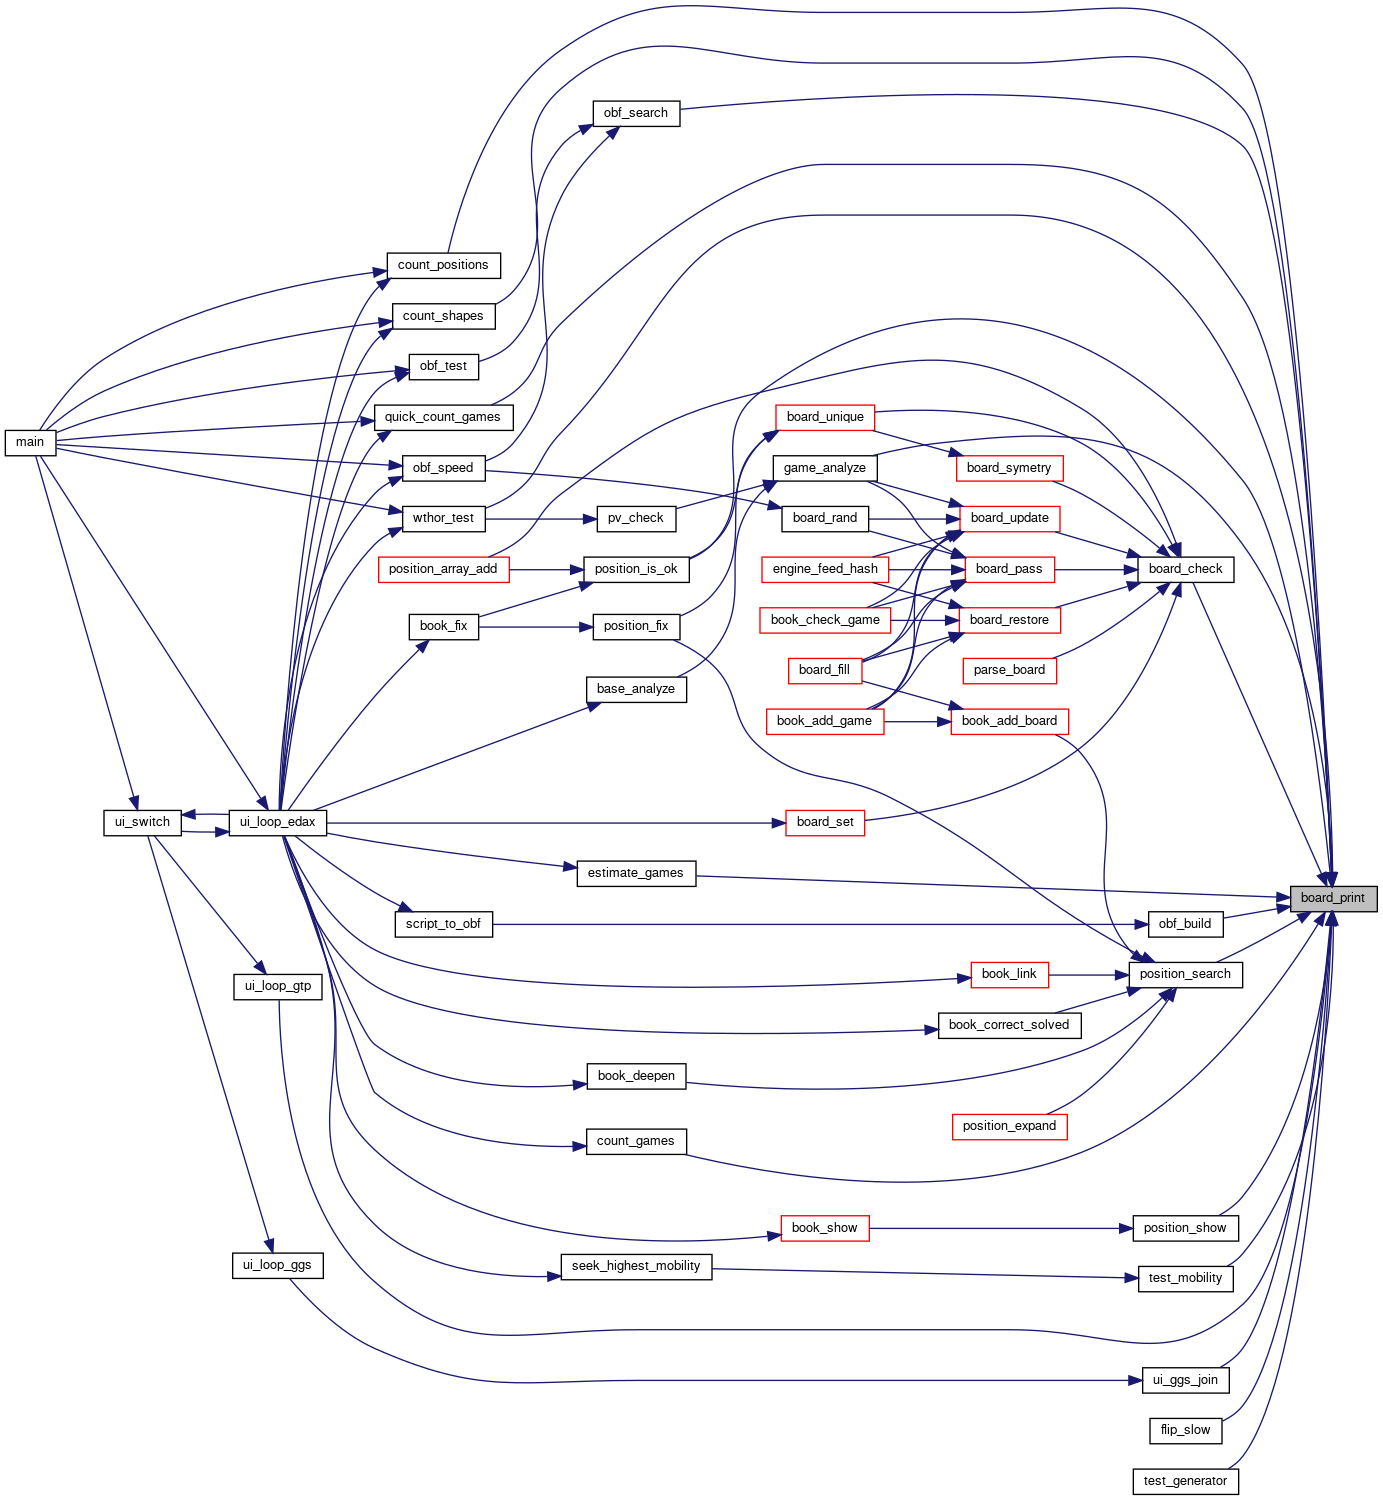 obf_search
count_positions
count_shapes
obf_test
quick_count_games
board_unique
main
obf_speed
game_analyze
board_symetry
wthor_test
pv_check
board_rand
board_update
position_array_add
position_is_ok
engine_feed_hash
board_pass
board_check
book_fix
position_fix
book_check_game
board_restore
board_fill
parse_board
base_analyze
book_add_game
book_add_board
ui_switch
ui_loop_edax
board_set
estimate_games
board_print
script_to_obf
obf_build
ui_loop_gtp
book_link
position_search
book_correct_solved
book_deepen
position_expand
count_games
book_show
position_show
ui_loop_ggs
seek_highest_mobility
test_mobility
ui_ggs_join
flip_slow
test_generator